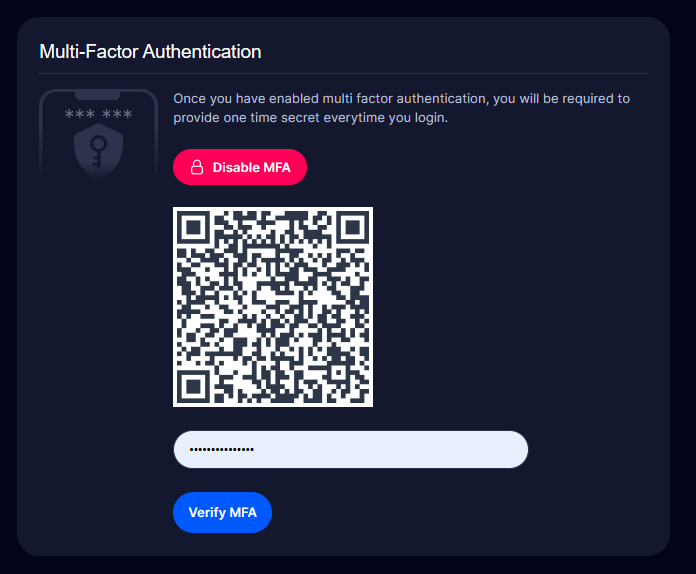 Multi-Factor Authentication
*** ***
Once you have enabled multi factor authentication, you will be required to
provide one time secret everytime you login.
Disable MFA
•••••••••••••••
Verify MFA